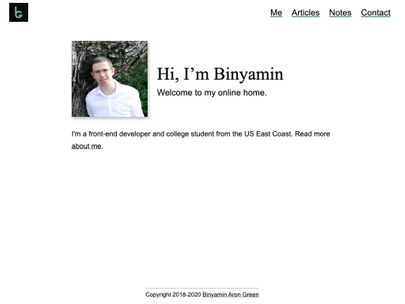 Me Articles Notes Contact
Hi, I’m Binyamin
Welcome to my online home.
I'm a front-end developer and college student from the US East Coast. Read more
about me.
Copyright 2018-2020 Binyamin Aron Green